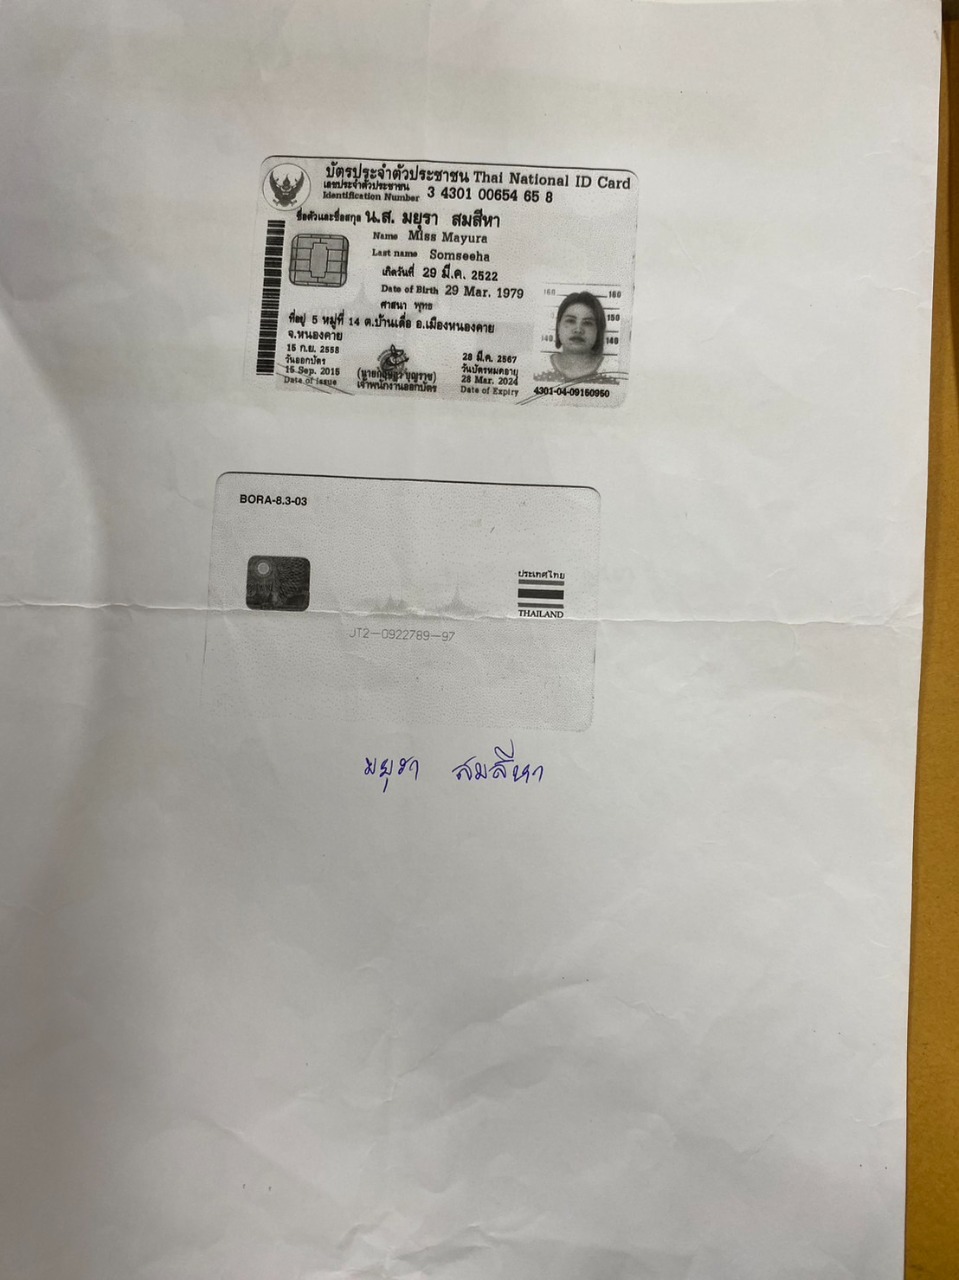 บัตรประจำตัวประชาชน Thai National ID Card
เลขประจำตัวประชาชน
Identification Number 3 4301 00654 65 8
ชื่อตัวและชื่อสกุล น.ส. มยุรา สมสีหา
Name Miss Mayura
Last name Somseeha
เกิดวันที่ 29 มี.ค. 2522
Date of Birth 29 Mar. 1979
ศาสนา พุทธ
ที่อยู่ 5 หมู่ที่ 14 ต.บ้านเดื่อ อ.เมืองหนองคาย
จ.หนองคาย
15 ก.ย. 2558
วันออกบัตร
15 Sep. 2015
Date of Issue
เจ้าพนักงานออกบัตร
28 มี.ค. 2567
วันบัตรหมดอายุ
28 Mar. 2024
Date of Expiry
160 160
150
140 140
4301-04-09150950
BORA-8.3-03
ประเทศไทย
THAILAND
JT2-0922789-97
มยุรา สมสีหา